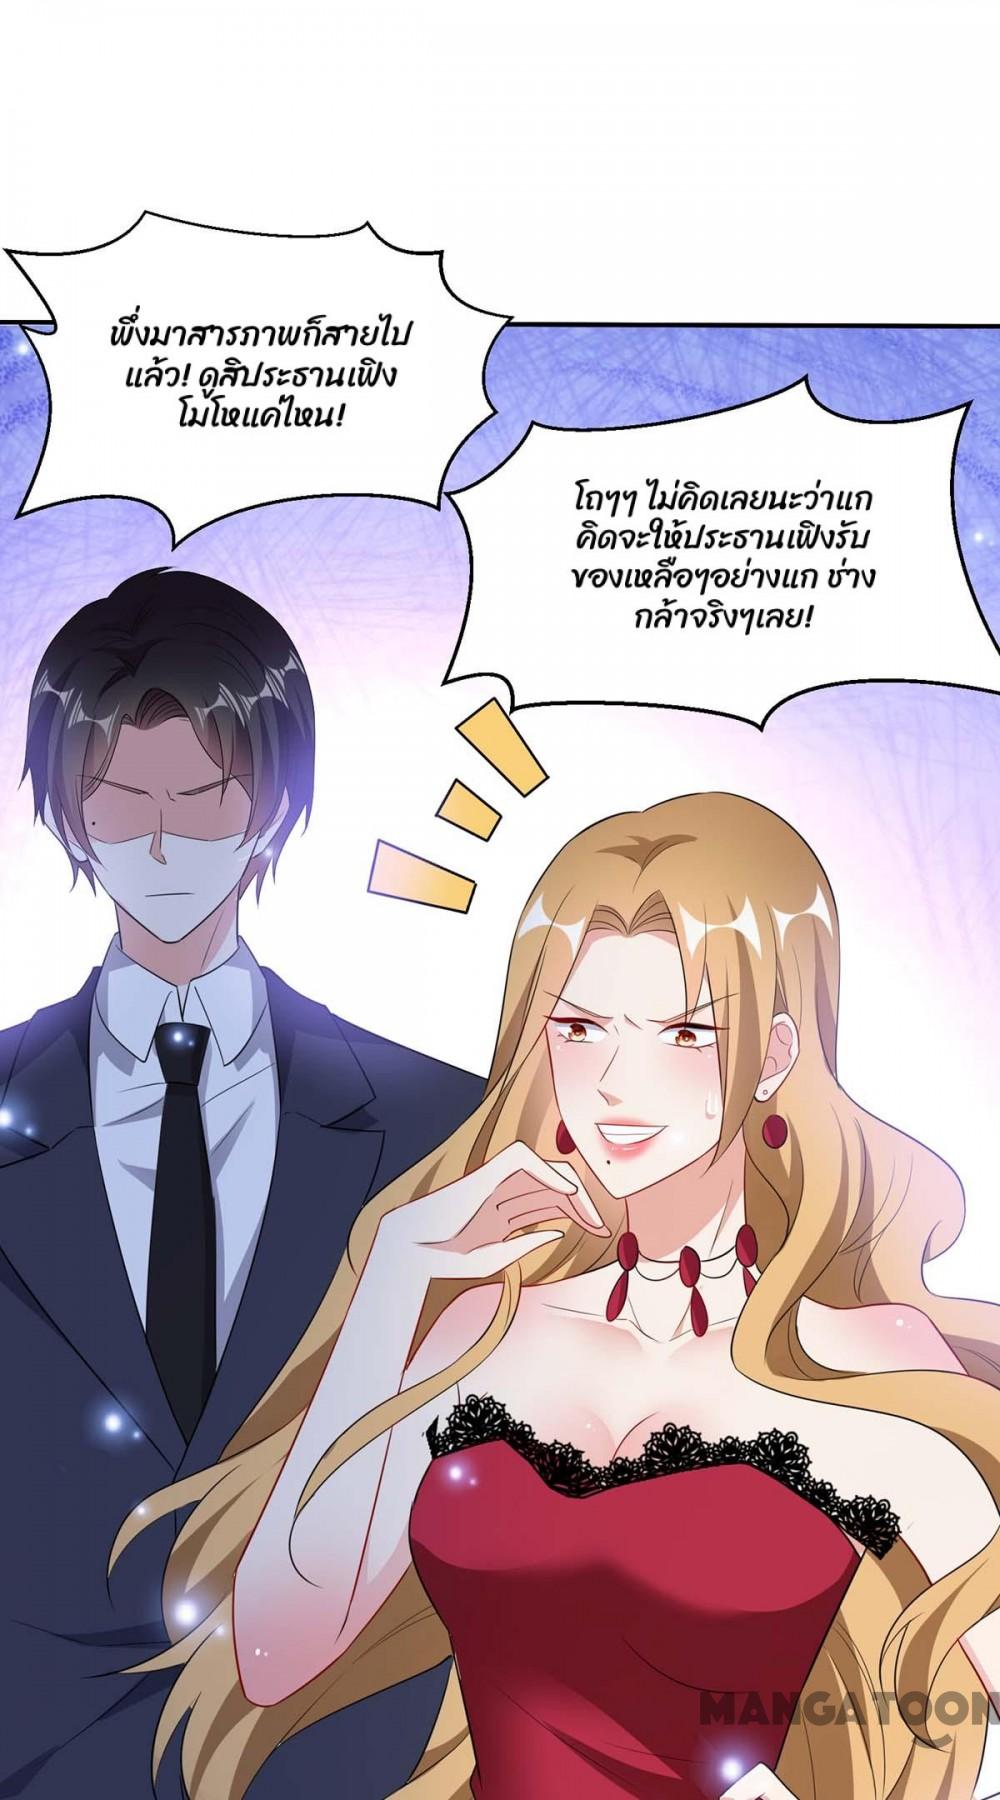 พึ่งมาสารภาพก็สายไป
แล้ว! ดูสิประธานเฟิง
โมโหแค่ไหน!
โถๆๆ ไม่คิดเลยนะว่าแก
คิดจะให้ประธานเฟิงรับ
ของเหลือๆอย่างแก ช่าง
กล้าจริงๆเลย!
MANGATOON